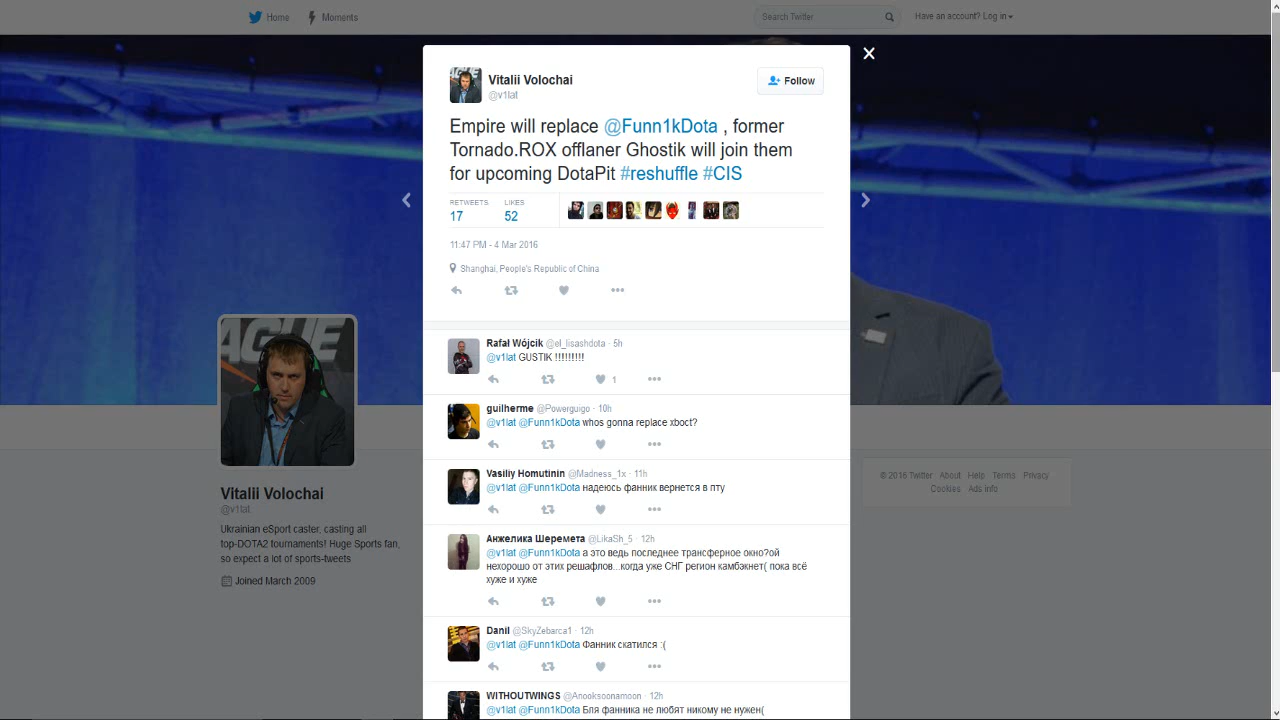 Home
Moments
Search Twitter
Have an account? Log in
Vitalii Volochai
@v1lat
Follow
Empire will replace @Funn1kDota , former
Tornado.ROX offlaner Ghostik will join them
for upcoming DotaPit #reshuffle #CIS
RETWEETS
17
LIKES
52
11:47 PM - 4 Mar 2016
Shanghai, People's Republic of China
Rafał Wójcik @el_lisashdota · 5h
@v1lat GUSTIK !!!!!!!!!
1
guilherme @Powerguigo · 10h
@v1lat @Funn1kDota whos gonna replace xboct?
Vasiliy Homutinin @Madness_1x · 11h
@v1lat @Funn1kDota надеюсь фанник вернется в пту
Анжелика Шеремета @LikaSh_5 · 12h
@v1lat @Funn1kDota а это ведь последнее трансферное окно?ой
нехорошо от этих решафлов...когда уже СНГ регион камбэкнет( пока всё
хуже и хуже
Danil @SkyZebarca1 · 12h
@v1lat @Funn1kDota Фанник скатился :(
WITHOUTWINGS @Anooksoonamoon · 12h
@v1lat @Funn1kDota Бля фанника не любят никому не нужен(
AGUE
Vitalii Volochai
@v1lat
Ukrainian eSport caster, casting all
top-DOTA2 tournaments! Huge Sports fan,
so expect a lot of sports-tweets
Joined March 2009
© 2016 Twitter About Help Terms Privacy
Cookies Ads info